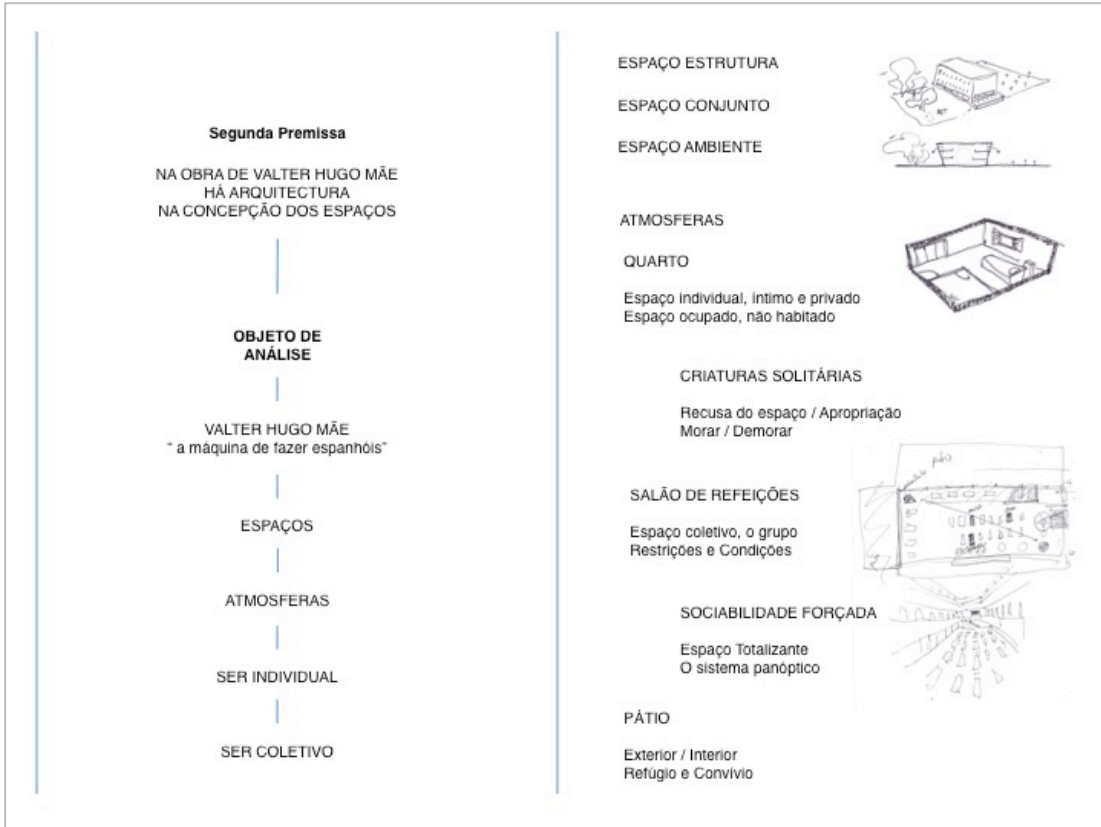 Segunda Premissa
NA OBRA DE VALTER HUGO MÃE
HÁ ARQUITECTURA
NA CONCEPÇÃO DOS ESPAÇOS
OBJETO DE
ANÁLISE
VALTER HUGO MÃE
“ a máquina de fazer espanhóis”
ESPAÇOS
ATMOSFERAS
SER INDIVIDUAL
SER COLETIVO
ESPAÇO ESTRUTURA
ESPAÇO CONJUNTO
ESPAÇO AMBIENTE
ATMOSFERAS
QUARTO
Espaço individual, íntimo e privado
Espaço ocupado, não habitado
CRIATURAS SOLITÁRIAS
Recusa do espaço / Apropriação
Morar / Demorar
pátio
SALÃO DE REFEIÇÕES
Espaço coletivo, o grupo
Restrições e Condições
SOCIABILIDADE FORÇADA
Espaço Totalizante
O sistema panóptico
PÁTIO
Exterior / Interior
Refúgio e Convívio